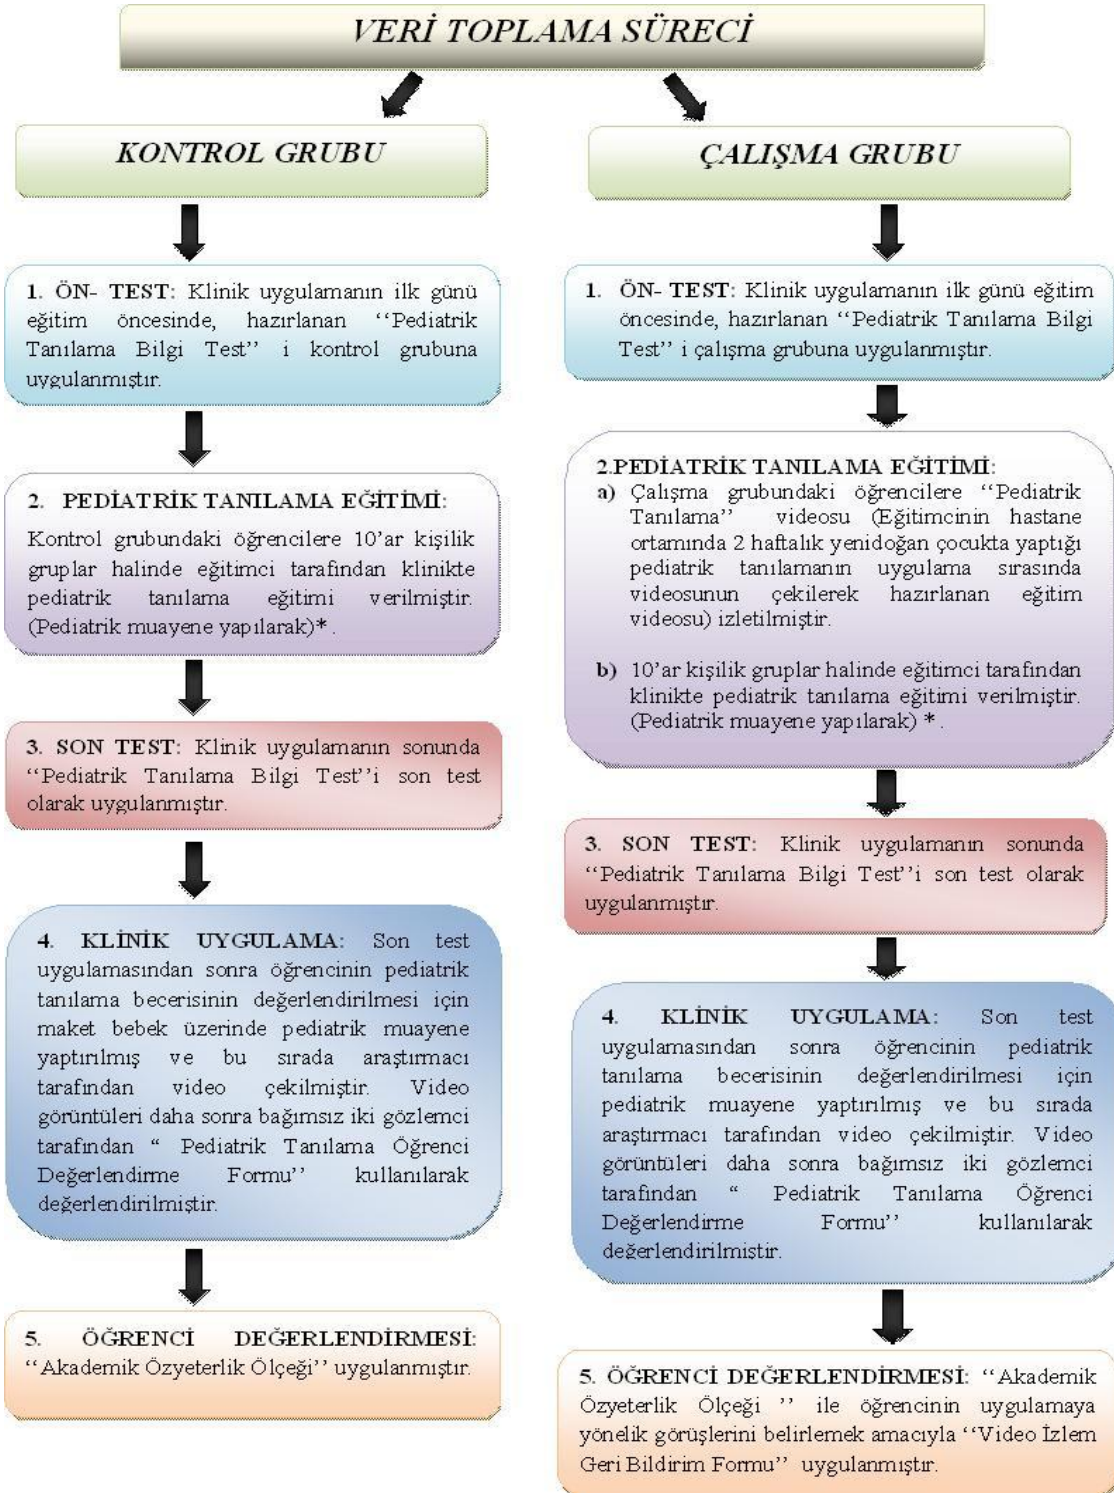 VERİ TOPLAMA SÜRECİ
KONTROL GRUBU
1. ÖN- TEST: Klinik uygulamanın ilk günü
eğitim öncesinde, hazırlanan ‘‘Pediatrik
Tanılama Bilgi Test’’ i kontrol grubuna
uygulanmıştır.
2. PEDİATRİK TANILAMA EĞİTİMİ:
Kontrol grubundaki öğrencilere 10’ar kişilik
gruplar halinde eğitimci tarafından klinikte
pediatrik tanılama eğitimi verilmiştir.
(Pediatrik muayene yapılarak)*.
3. SON TEST: Klinik uygulamanın sonunda
‘‘Pediatrik Tanılama Bilgi Test’’i son test
olarak uygulanmıştır.
4. KLİNİK UYGULAMA: Son test
uygulamasından sonra öğrencinin pediatrik
tanılama becerisinin değerlendirilmesi için
maket bebek üzerinde pediatrik muayene
yaptırılmış ve bu sırada araştırmacı
tarafından video çekilmiştir. Video
görüntüleri daha sonra bağımsız iki gözlemci
tarafından “ Pediatrik Tanılama Öğrenci
Değerlendirme Formu’’ kullanılarak
değerlendirilmiştir.
5. ÖĞRENCİ DEĞERLENDİRMESİ:
‘‘Akademik Özyeterlik Ölçeği’’ uygulanmıştır.
ÇALIŞMA GRUBU
1. ÖN- TEST: Klinik uygulamanın ilk günü eğitim
öncesinde, hazırlanan ‘‘Pediatrik Tanılama Bilgi
Test’’ i çalışma grubuna uygulanmıştır.
2.PEDİATRİK TANILAMA EĞİTİMİ:
a) Çalışma grubundaki öğrencilere ‘‘Pediatrik
Tanılama’’ videosu (Eğitimcinin hastane
ortamında 2 haftalık yenidoğan çocukta yaptığı
pediatrik tanılamanın uygulama sırasında
videosunun çekilerek hazırlanan eğitim
videosu) izletilmiştir.
b) 10’ar kişilik gruplar halinde eğitimci tarafından
klinikte pediatrik tanılama eğitimi verilmiştir.
(Pediatrik muayene yapılarak) *.
3. SON TEST: Klinik uygulamanın sonunda
‘‘Pediatrik Tanılama Bilgi Test’’i son test olarak
uygulanmıştır.
4. KLİNİK UYGULAMA: Son test
uygulamasından sonra öğrencinin pediatrik
tanılama becerisinin değerlendirilmesi için
pediatrik muayene yaptırılmış ve bu sırada
araştırmacı tarafından video çekilmiştir. Video
görüntüleri daha sonra bağımsız iki gözlemci
tarafından “ Pediatrik Tanılama Öğrenci
Değerlendirme Formu’’ kullanılarak
değerlendirilmiştir.
5. ÖĞRENCİ DEĞERLENDİRMESİ: ‘‘Akademik
Özyeterlik Ölçeği ’’ ile öğrencinin uygulamaya
yönelik görüşlerini belirlemek amacıyla ‘‘Video İzlem
Geri Bildirim Formu’’ uygulanmıştır.